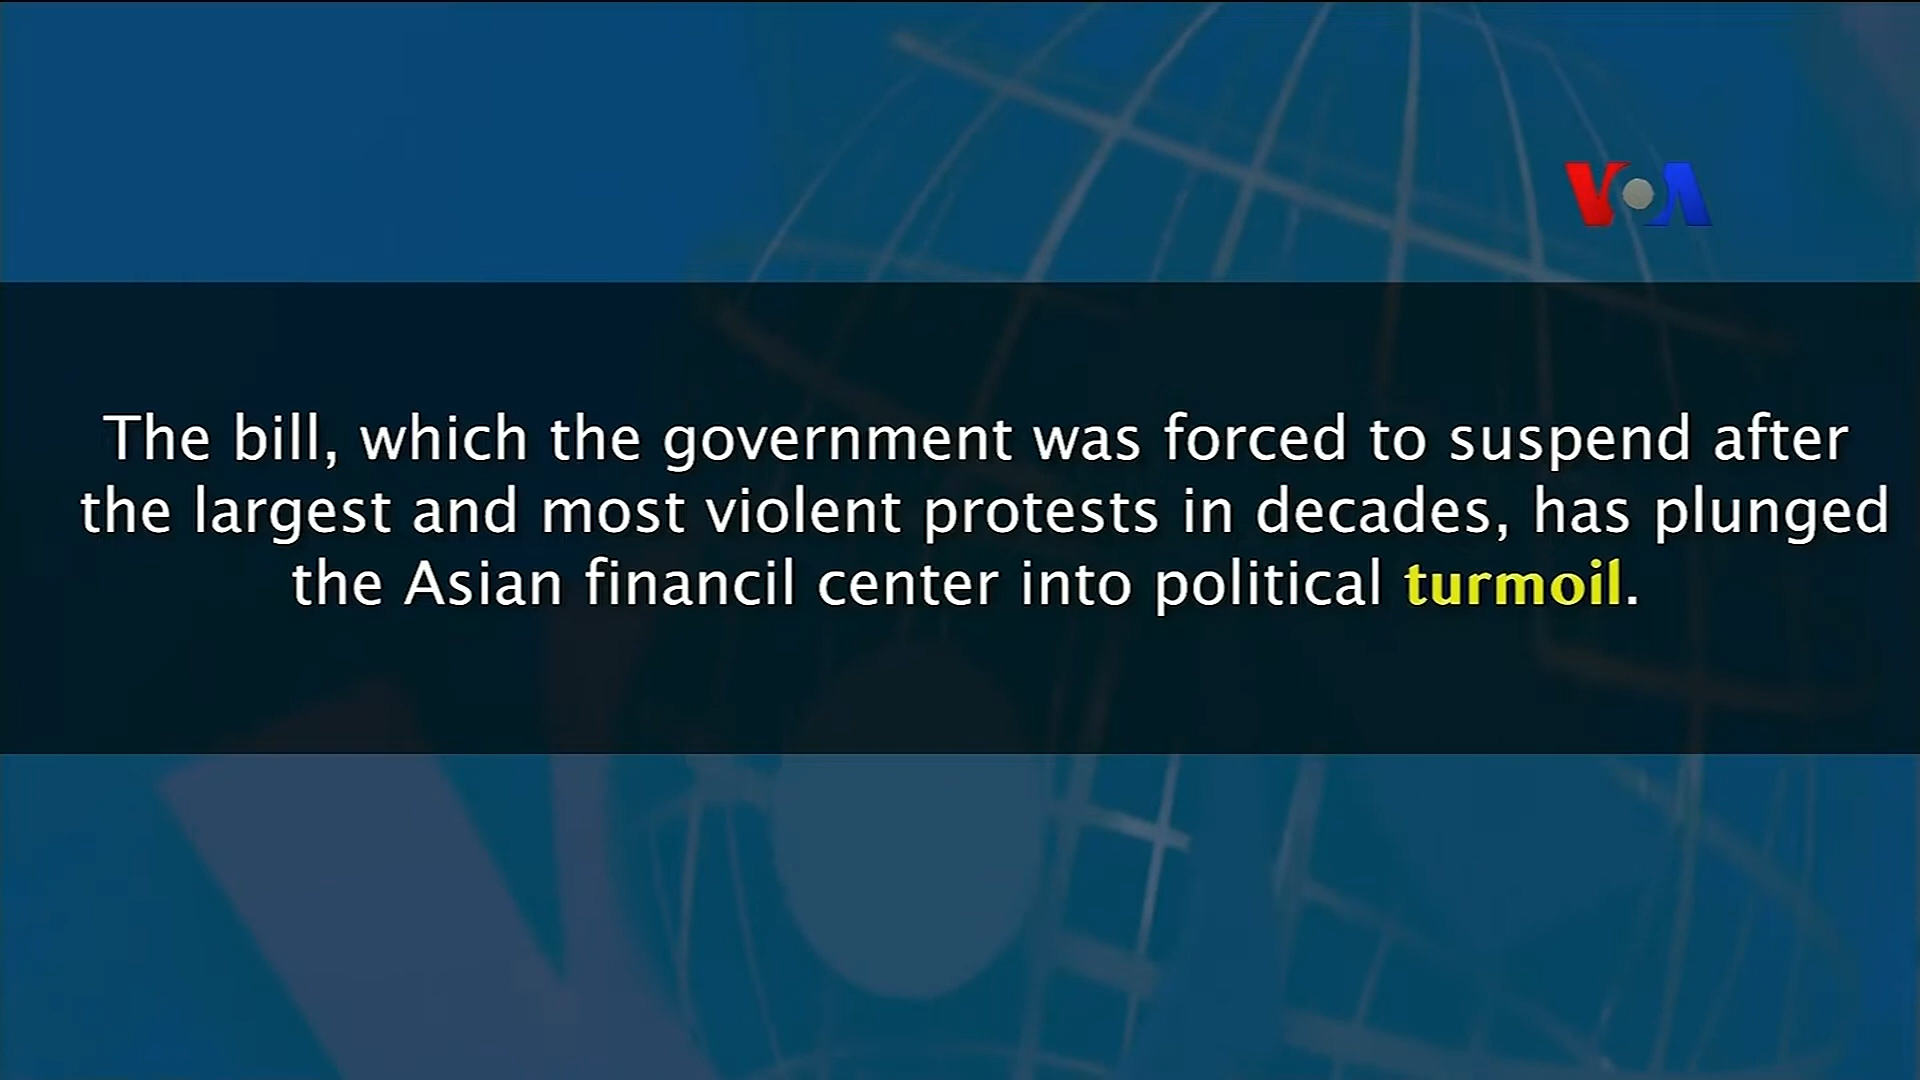 VOA
The bill, which the government was forced to suspend after
the largest and most violent protests in decades, has plunged
the Asian financil center into political turmoil.